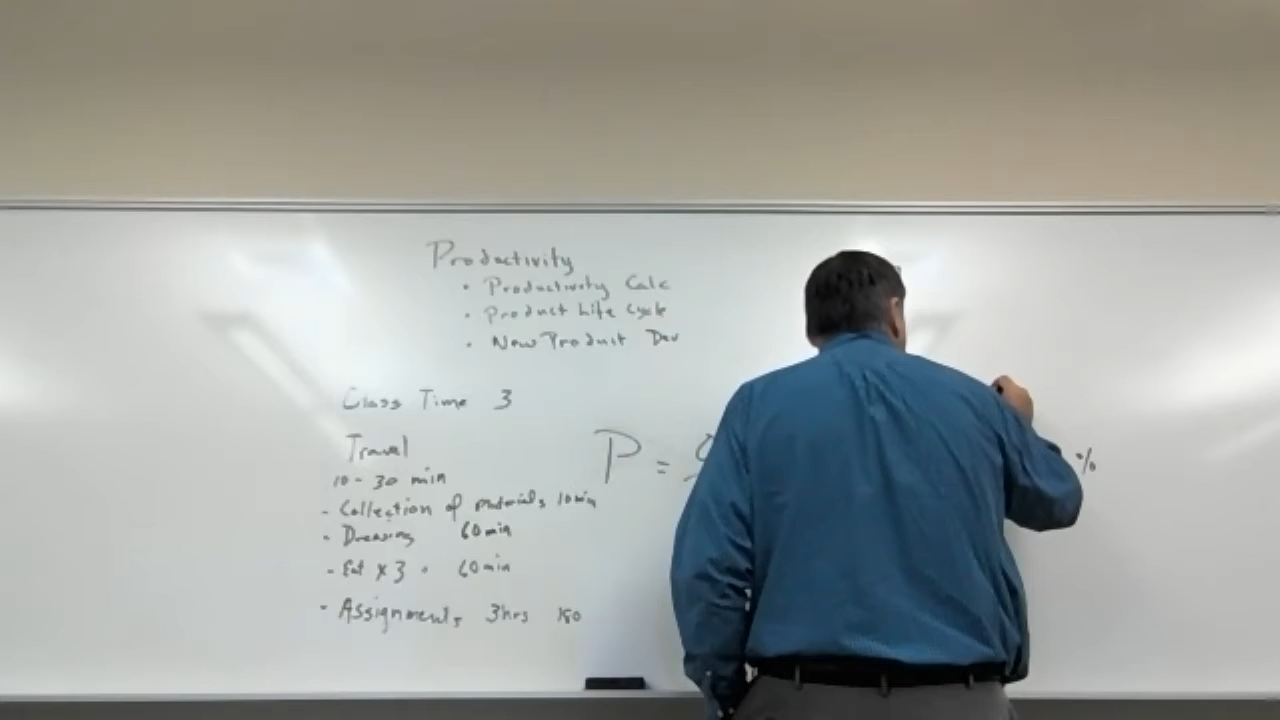 Productivity
• Productivity Calc
• Product Life Cycle
• New Product Dev
Class Time 3
Travel
10 - 30 min
- Collection of materials 10 min
• Dressing 60 min
- Eat x 3 • 60 min
• Assignments 3hrs 180
P =
%